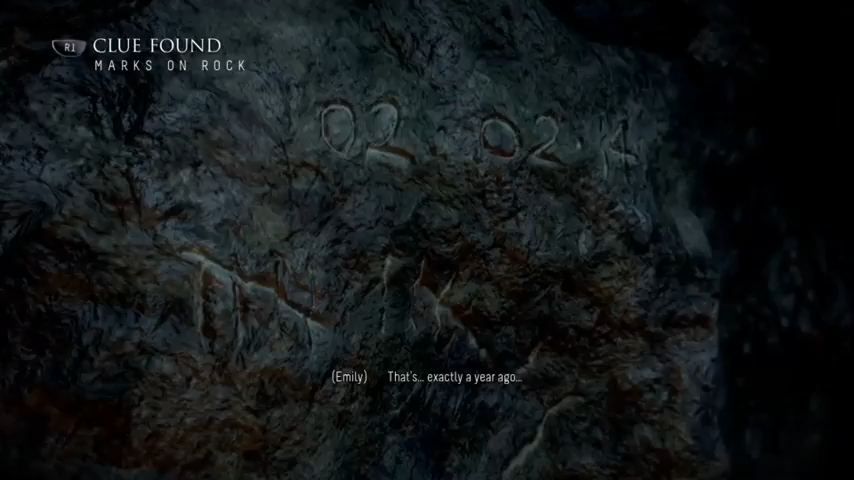 R1 CLUE FOUND
MARKS ON ROCK
02 02 14
(Emily) That's... exactly a year ago...